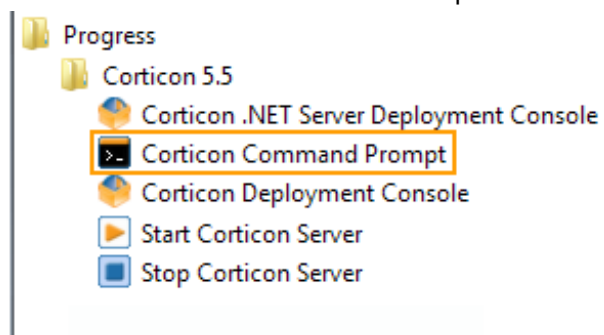 Progress
Corticon 5.5
Corticon .NET Server Deployment Console
Corticon Command Prompt
Corticon Deployment Console
Start Corticon Server
Stop Corticon Server